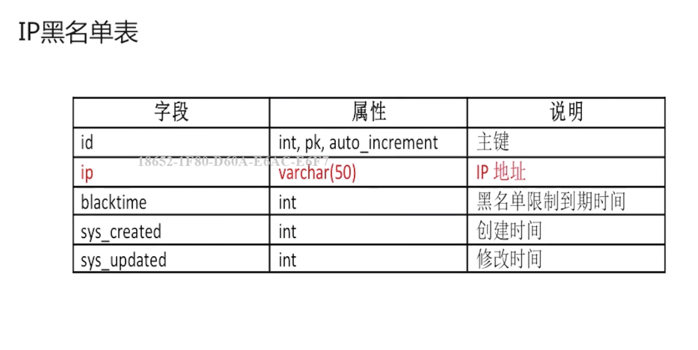 IP黑名单表
字段 属性 说明
id int, pk, auto_increment 主键
18652-1F80-D60A-E6AC-E6F7
ip varchar(50) IP 地址
blacktime int 黑名单限制到期时间
sys_created int 创建时间
sys_updated int 修改时间